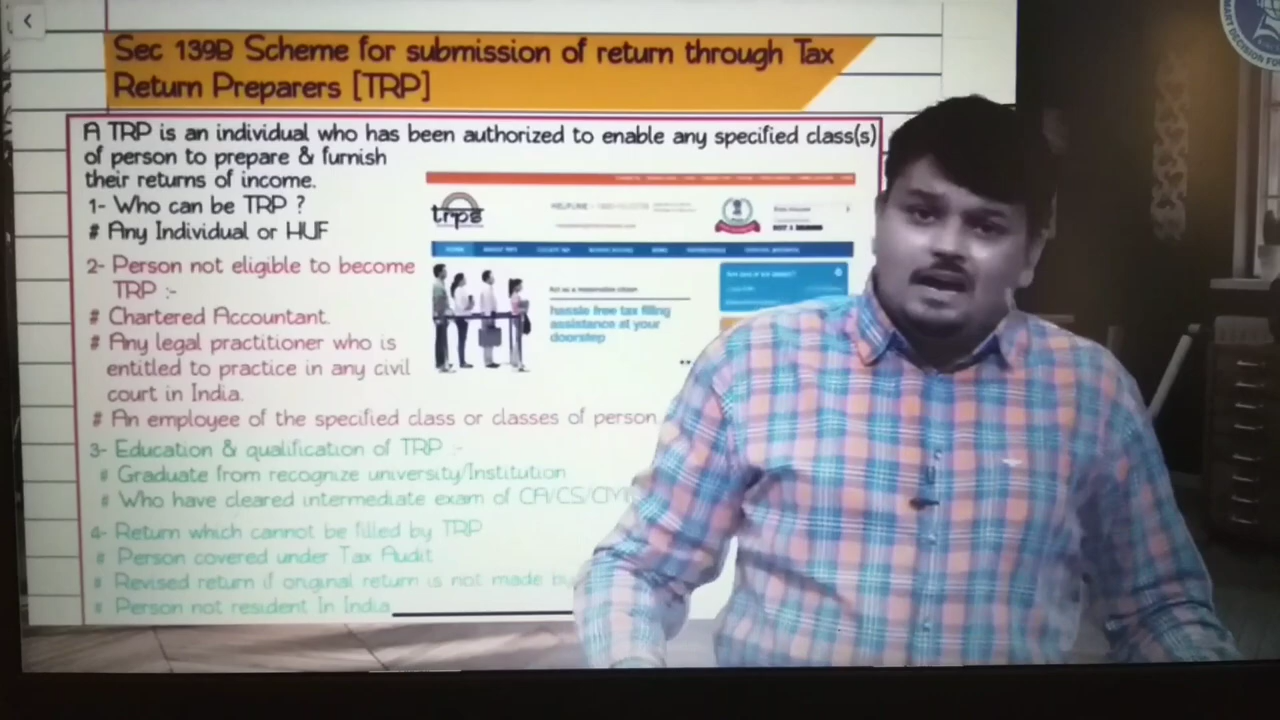 Sec 139B Scheme for submission of return through Tax
Return Preparers [TRP]
A TRP is an individual who has been authorized to enable any specified class(s)
of person to prepare & furnish
their returns of income.
1- Who can be TRP ?
# Any Individual or HUF
2- Person not eligible to become
TRP :-
# Chartered Accountant.
# Any legal practitioner who is
entitled to practice in any civil
court in India.
# An employee of the specified class or classes of person
3- Education & qualification of TRP :-
# Graduate from recognize university/Institution
# Who have cleared intermediate exam of CA/CS/CM
4- Return which cannot be filled by TRP
# Person covered under Tax Audit
# Revised return if original return is not made by
# Person not resident In India
trps
HELPLINE
Act as a responsible citizen
hassle free tax filing
assistance at your
doorstep